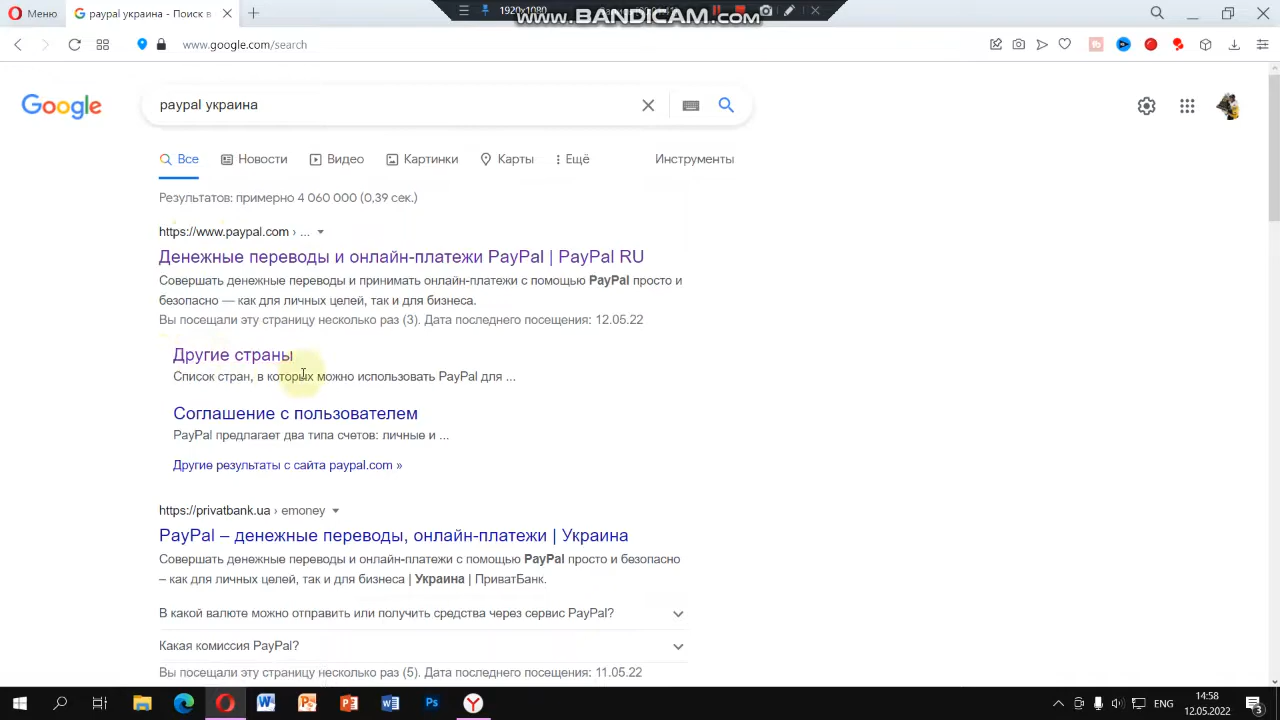 Меню
paypal украина - Поиск в
1920x1080
www.BANDICAM.com
www.google.com/search
Google
paypal украина
Все
Новости
Видео
Картинки
Карты
Ещё
Инструменты
Результатов: примерно 4 060 000 (0,39 сек.)
https://www.paypal.com › ...
Денежные переводы и онлайн-платежи PayPal | PayPal RU
Совершать денежные переводы и принимать онлайн-платежи с помощью PayPal просто и
безопасно — как для личных целей, так и для бизнеса.
Вы посещали эту страницу несколько раз (3). Дата последнего посещения: 12.05.22
Другие страны
Список стран, в которых можно использовать PayPal для ...
Соглашение с пользователем
PayPal предлагает два типа счетов: личные и ...
Другие результаты с сайта paypal.com »
https://privatbank.ua › emoney
PayPal – денежные переводы, онлайн-платежи | Украина
Совершать денежные переводы и онлайн-платежи с помощью PayPal просто и безопасно
– как для личных целей, так и для бизнеса | Украина | ПриватБанк.
В какой валюте можно отправить или получить средства через сервис PayPal?
Какая комиссия PayPal?
Вы посещали эту страницу несколько раз (5). Дата последнего посещения: 11.05.22
ENG
14:58
12.05.2022
3